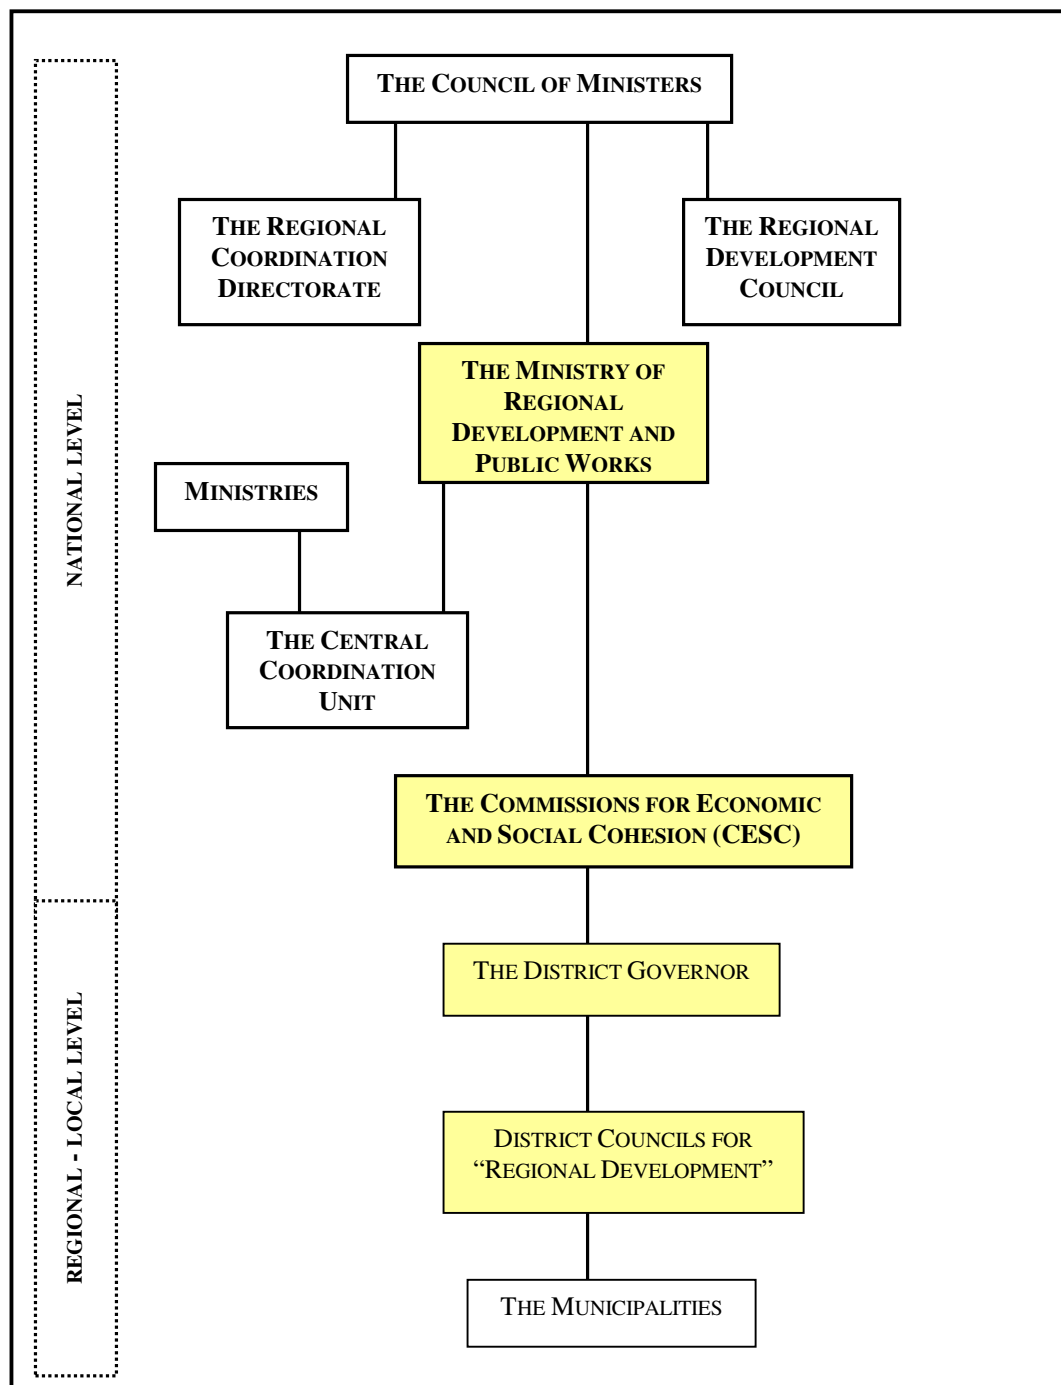 THE COUNCIL OF MINISTERS
THE REGIONAL
COORDINATION
DIRECTORATE
THE REGIONAL
DEVELOPMENT
COUNCIL
THE MINISTRY OF
REGIONAL
DEVELOPMENT AND
PUBLIC WORKS
NATIONAL LEVEL
MINISTRIES
THE CENTRAL
COORDINATION
UNIT
THE COMMISSIONS FOR ECONOMIC
AND SOCIAL COHESION (CESC)
REGIONAL - LOCAL LEVEL
THE DISTRICT GOVERNOR
DISTRICT COUNCILS FOR
“REGIONAL DEVELOPMENT”
THE MUNICIPALITIES